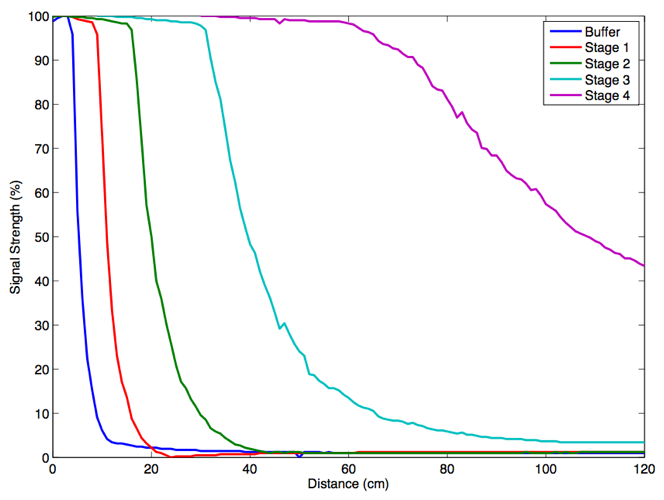 100
90
80
70
60
50
40
30
20
10
0
Signal Strength (%)
0 20 40 60 80 100 120
Distance (cm)
Buffer
Stage 1
Stage 2
Stage 3
Stage 4